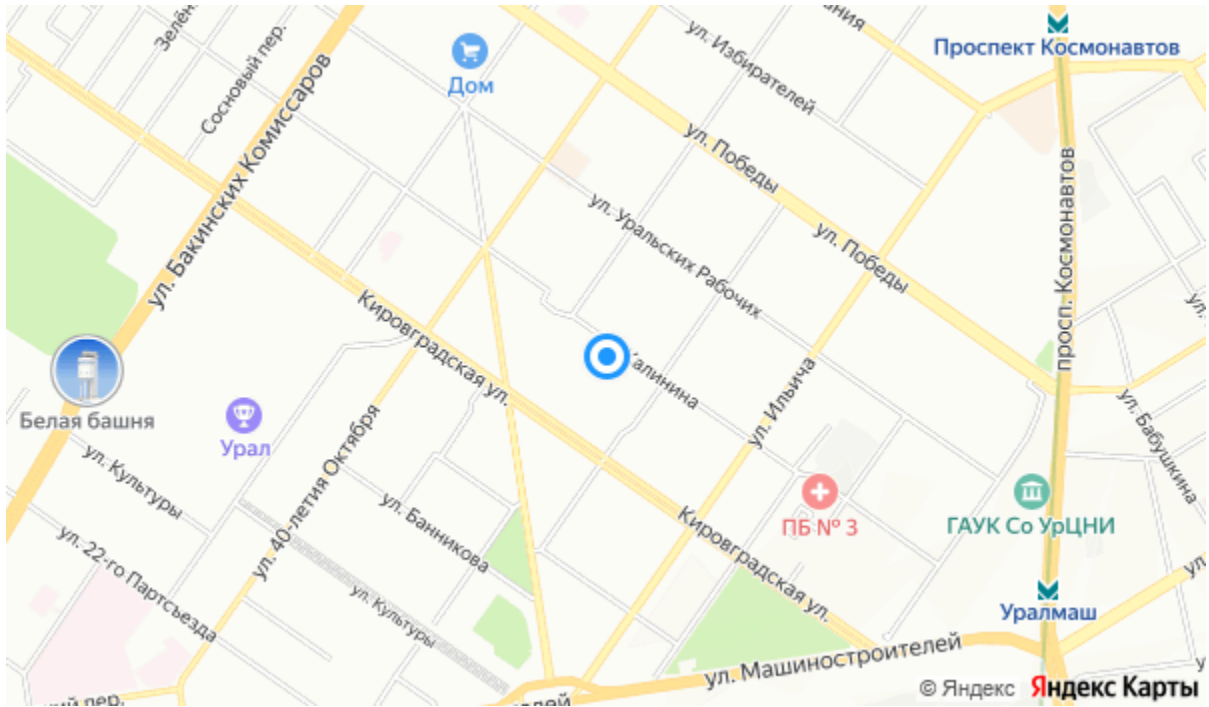 Зелён
Сосновый пер.
ул. Бакинских Комиссаров
Дом
ул. Избирателей
Проспект Космонавтов
ул. Победы
ул. Уральских Рабочих
ул. Победы
просп. Космонавтов
Кировградская ул.
Калинина
ул. Ильича
ул. Бабушкина
Белая башня
Урал
ул. Культуры
ул. 40-летия Октября
ул. Банникова
ПБ № 3
ГАУК Со УрЦНИ
Кировградская ул.
ул. 22-го Партсъезда
ул. Культуры
Уралмаш
ул. Машиностроителей
© Яндекс Яндекс Карты